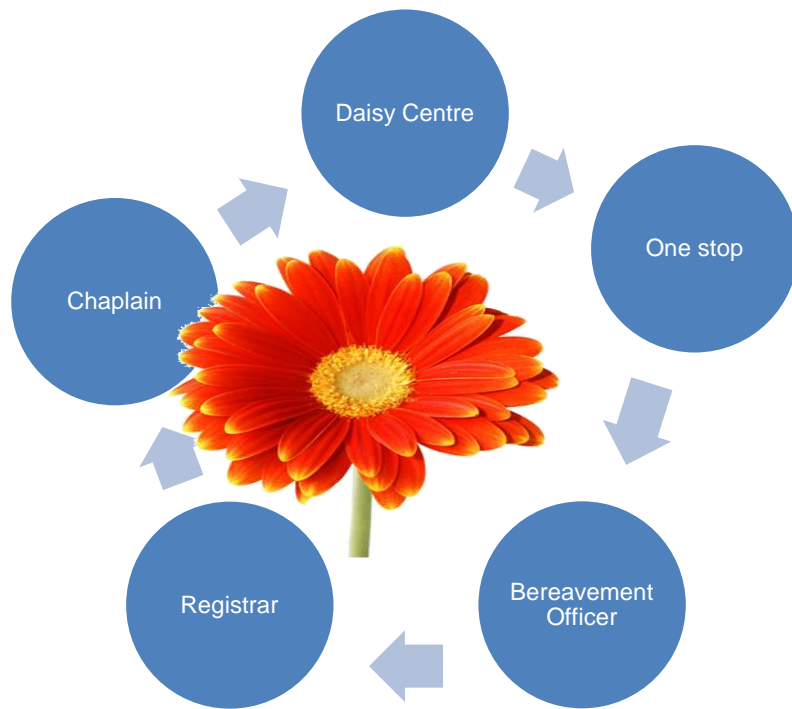 Daisy Centre
One stop
Bereavement
Officer
Registrar
Chaplain